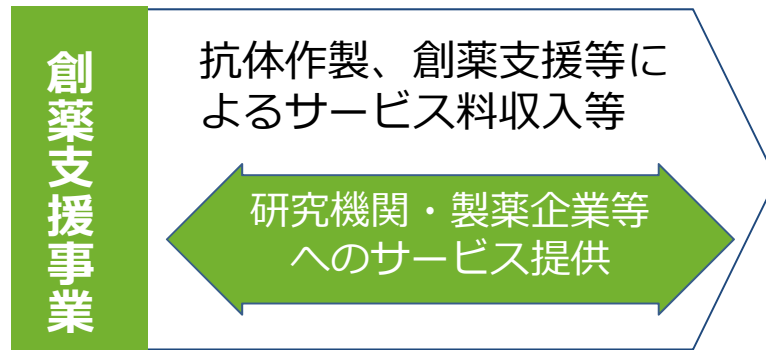 創薬支援事業
抗体作製、創薬支援等に
よるサービス料収入等
研究機関・製薬企業等
へのサービス提供